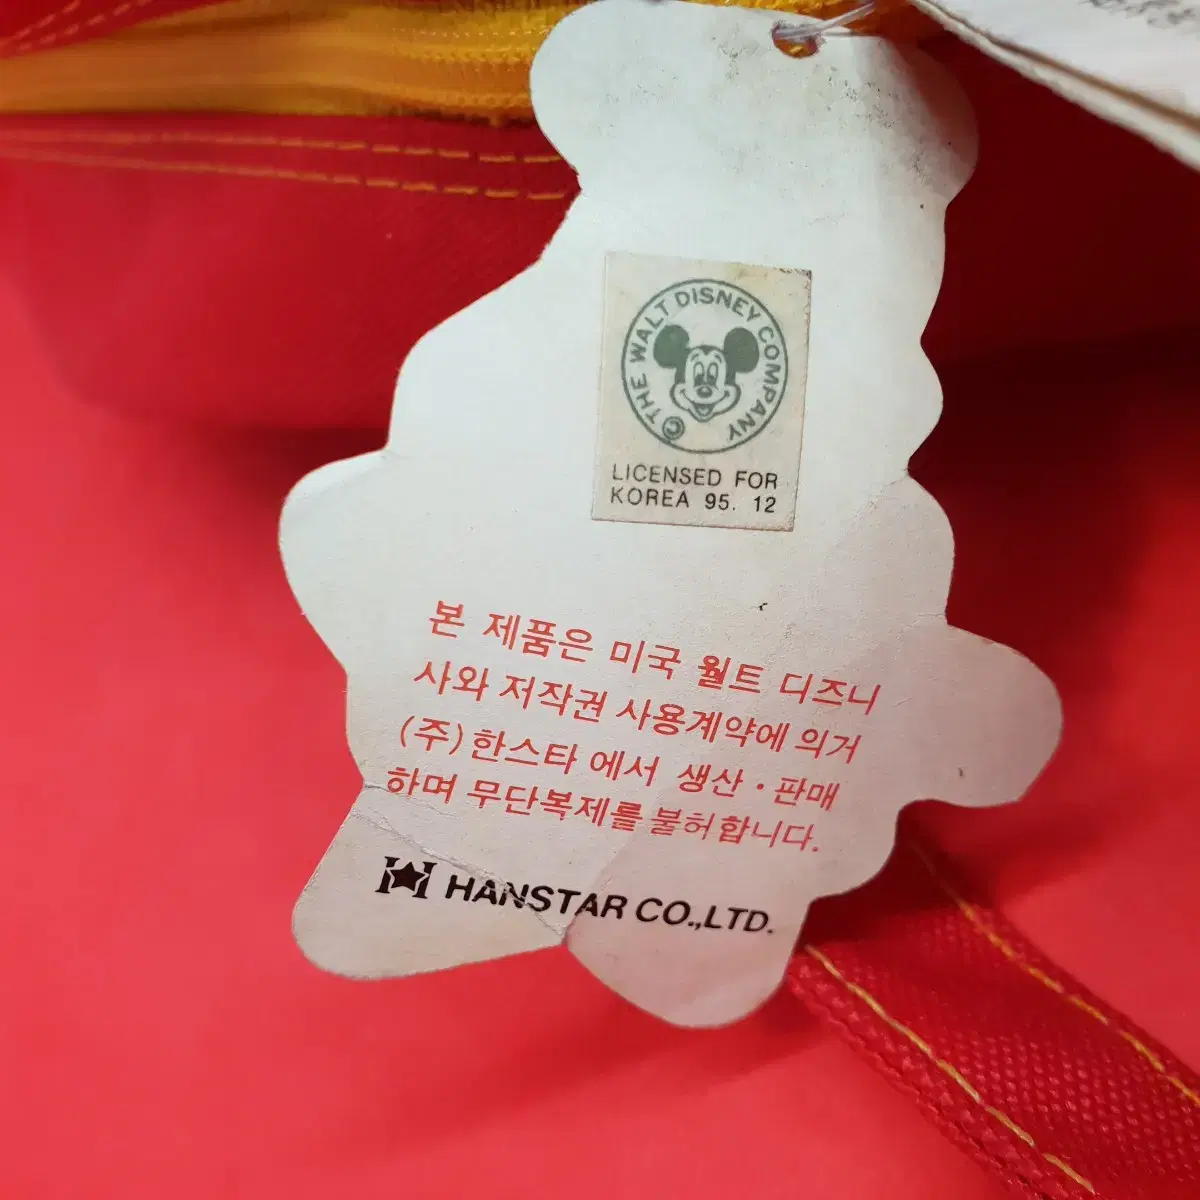 © THE WALT DISNEY COMPANY
LICENSED FOR
KOREA 95. 12
본 제품은 미국 월트 디즈니
사와 저작권 사용계약에 의거
(주)한스타 에서 생산·판매
하며 무단복제를 불허합니다.
HANSTAR CO.,LTD.